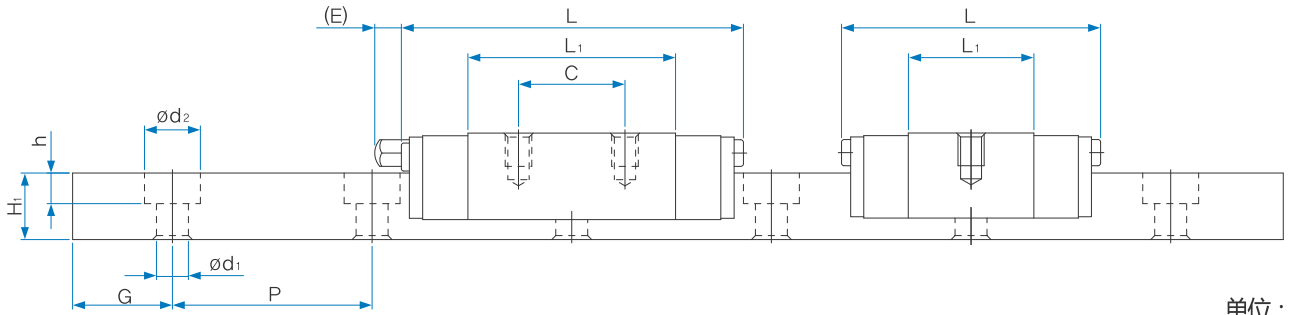 (E) L L
L₁ L₁
C
ød₂
h
H₁
ød₁
G P
单位：